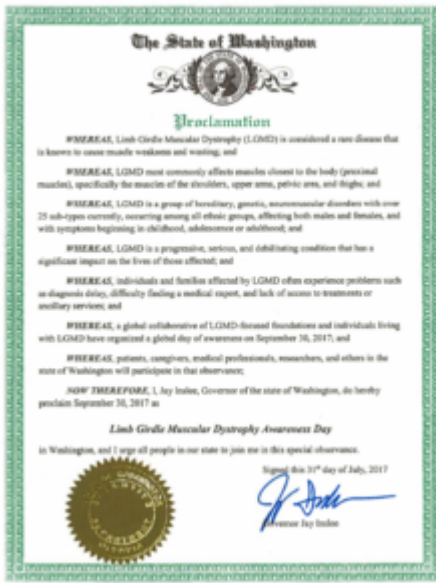 The State of Washington
Proclamation
WHEREAS, Limb Girdle Muscular Dystrophy (LGMD) is considered a rare disease that
is known to cause muscle weakness and wasting; and
WHEREAS, LGMD most commonly affects muscles closest to the body (proximal
muscles), specifically the muscles of the shoulders, upper arms, pelvic area, and thighs; and
WHEREAS, LGMD is a group of hereditary, genetic, neuromuscular disorders with over
25 sub-types currently, occurring among all ethnic groups, affecting both males and females, and
with symptoms beginning in childhood, adolescence or adulthood; and
WHEREAS, LGMD is a progressive, serious, and debilitating condition that has a
significant impact on the lives of those affected; and
WHEREAS, individuals and families affected by LGMD often experience problems such
as diagnosis delay, difficulty finding a medical expert, and lack of access to treatments or
ancillary services; and
WHEREAS, a global collaborative of LGMD-focused foundations and individuals living
with LGMD have organized a global day of awareness on September 30, 2017; and
WHEREAS, patients, caregivers, medical professionals, researchers, and others in the
state of Washington will participate in that observance;
NOW THEREFORE, I, Jay Inslee, Governor of the state of Washington, do hereby
proclaim September 30, 2017 as
Limb Girdle Muscular Dystrophy Awareness Day
in Washington, and I urge all people in our state to join me in this special observance.
Signed this 31st day of July, 2017
Governor Jay Inslee